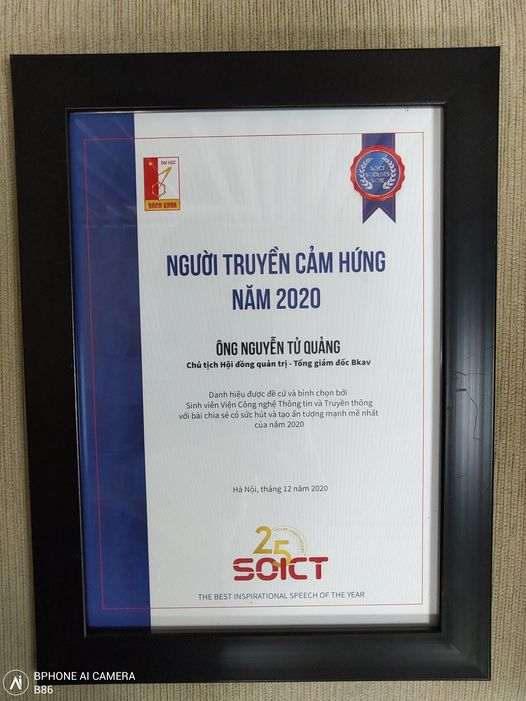 ĐẠI HỌC
BÁCH KHOA
SOICT
STUDENT'S
VOTE
NGƯỜI TRUYỀN CẢM HỨNG
NĂM 2020
ÔNG NGUYỄN TỬ QUẢNG
Chủ tịch Hội đồng quản trị - Tổng giám đốc Bkav
Danh hiệu được đề cử và bình chọn bởi
Sinh viên Viện Công nghệ Thông tin và Truyền thông
với bài chia sẻ có sức hút và tạo ấn tượng mạnh mẽ nhất
của năm 2020
Hà Nội, tháng 12 năm 2020
25
YEARS ANNIVERSARY
SOICT
THE BEST INSPIRATIONAL SPEECH OF THE YEAR
BPHONE AI CAMERA
B86